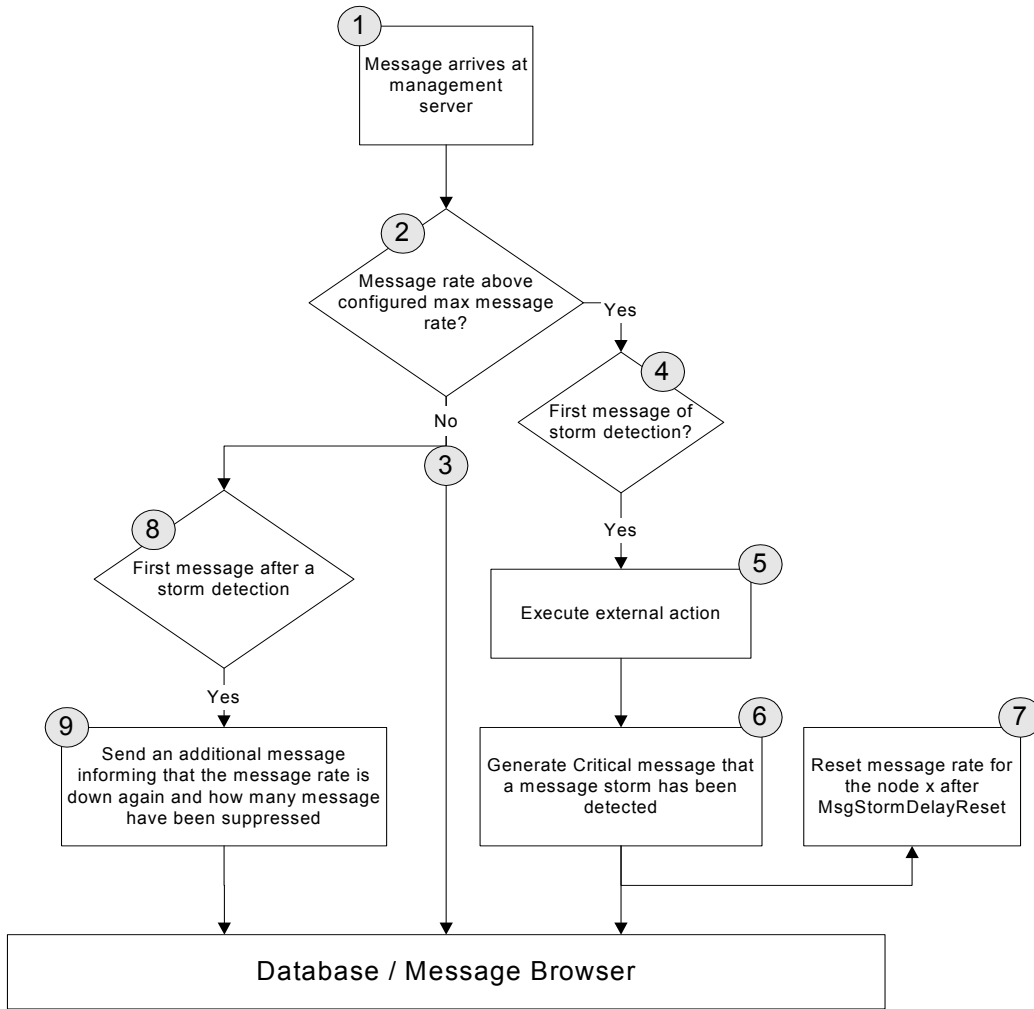 1
Message arrives at
management
server
2
Message rate above
configured max message
rate?
Yes
4
First message of
storm detection?
No
3
8
First message after a
storm detection
Yes
5
Execute external action
Yes
9
Send an additional message
informing that the message rate is
down again and how many message
have been suppressed
6
Generate Critical message that
a message storm has been
detected
7
Reset message rate for
the node x after
MsgStormDelayReset
Database / Message Browser